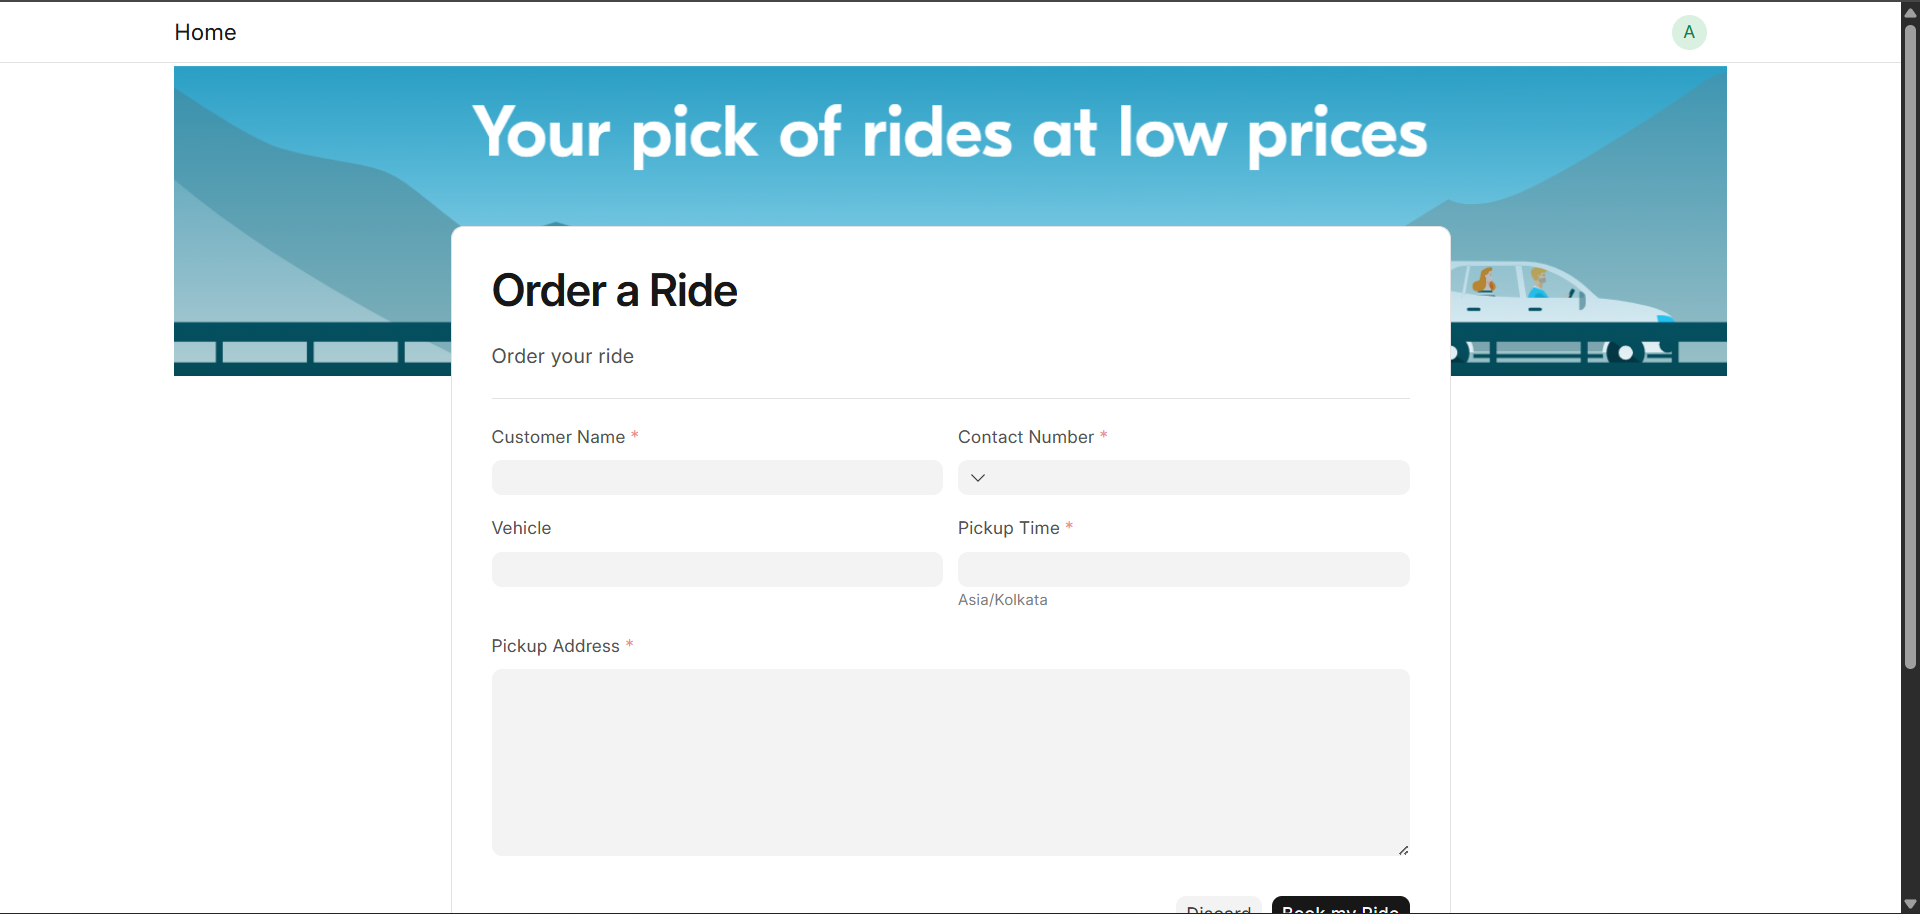 Home
A
Your pick of rides at low prices
Order a Ride
Order your ride
Customer Name *
Contact Number *
Vehicle
Pickup Time *
Asia/Kolkata
Pickup Address *
Discard
Book my Ride